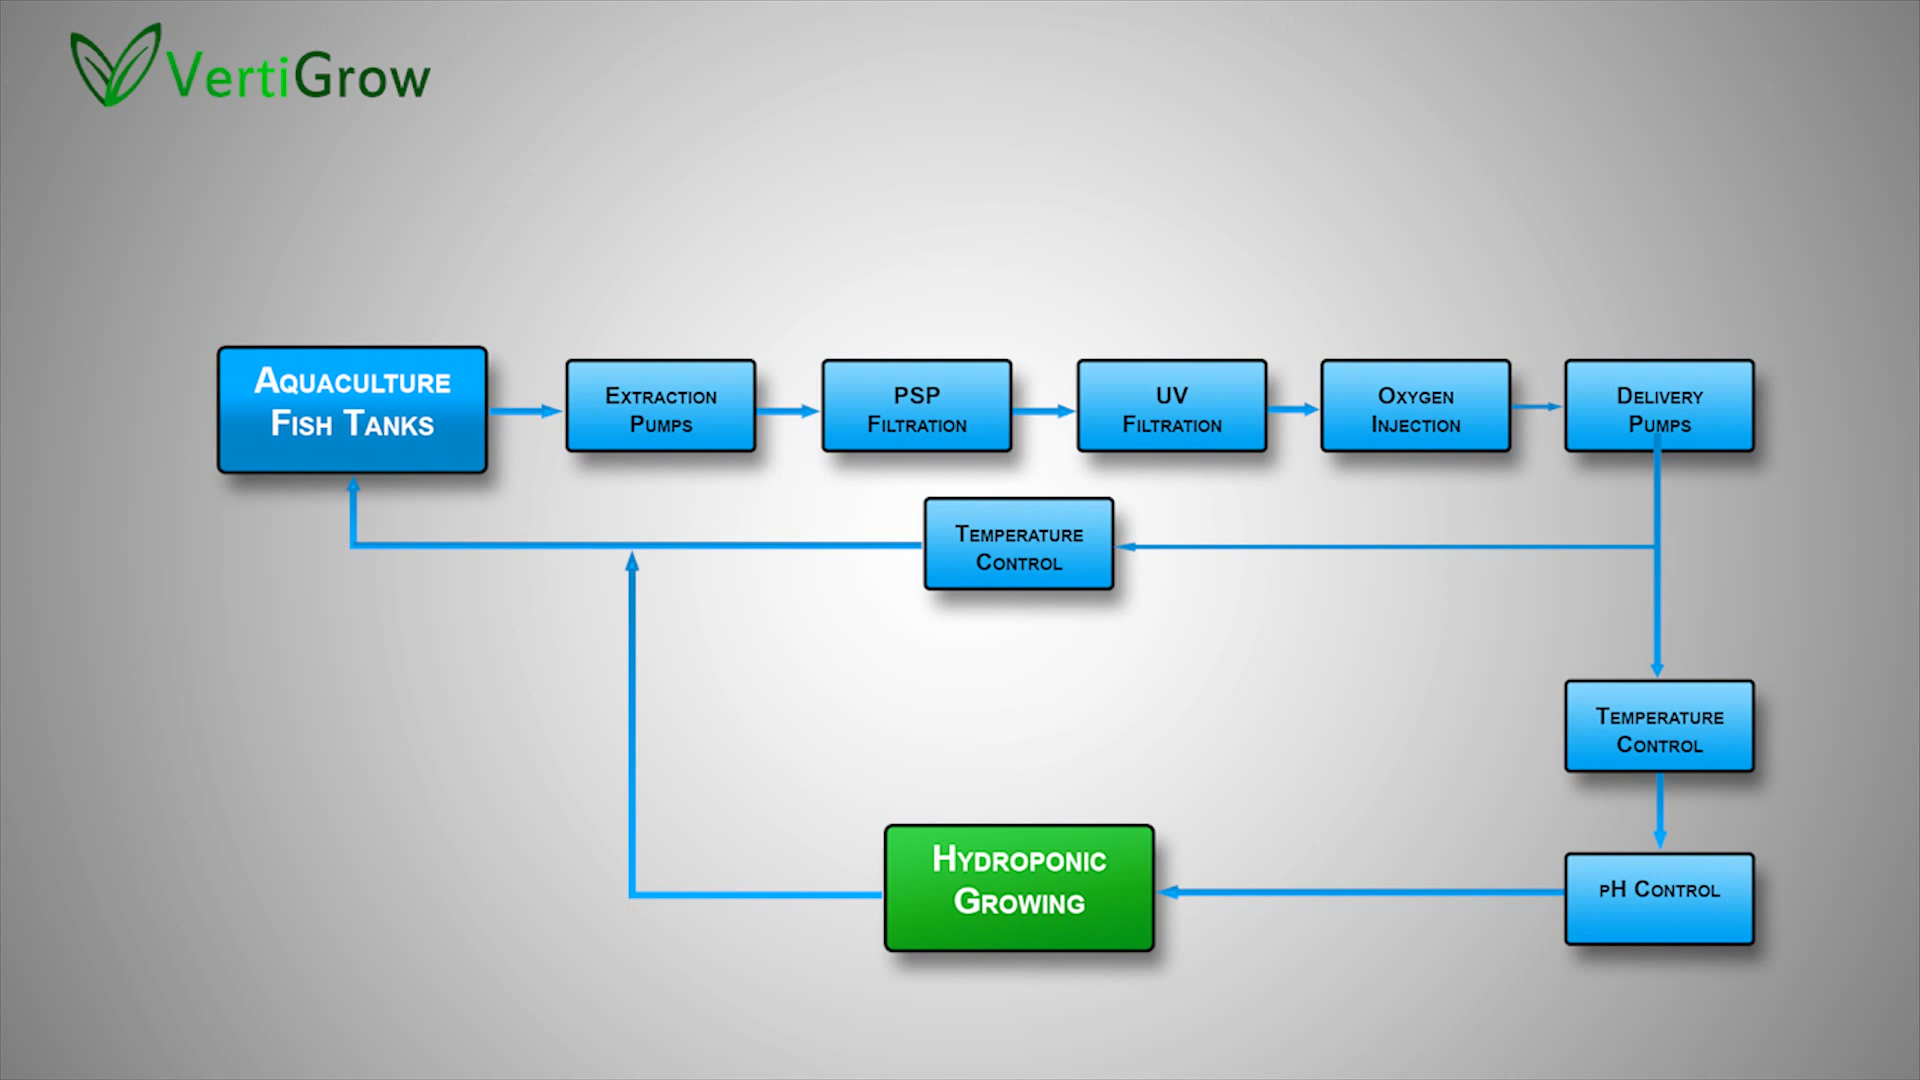 VertiGrow
Aquaculture
Fish Tanks
Extraction
Pumps
PSP
Filtration
UV
Filtration
Oxygen
Injection
Delivery
Pumps
Temperature
Control
Temperature
Control
Hydroponic
Growing
pH Control